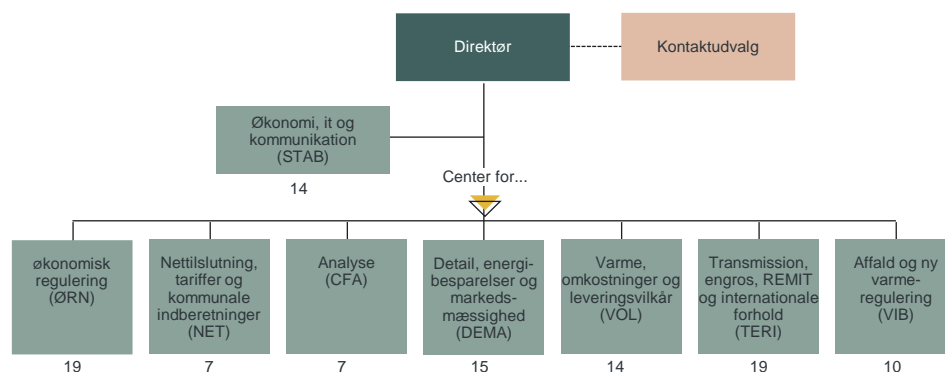 Direktør
Kontaktudvalg
Økonomi, it og
kommunikation
(STAB)
14
Center for...
økonomisk
regulering
(ØRN)
19
Nettilslutning,
tariffer og
kommunale
indberetninger
(NET)
7
Analyse
(CFA)
7
Detail, energi-
besparelser og
markeds-
mæssighed
(DEMA)
15
Varme,
omkostninger og
leveringsvilkår
(VOL)
14
Transmission,
engros, REMIT
og internationale
forhold
(TERI)
19
Affald og ny
varme-
regulering
(VIB)
10